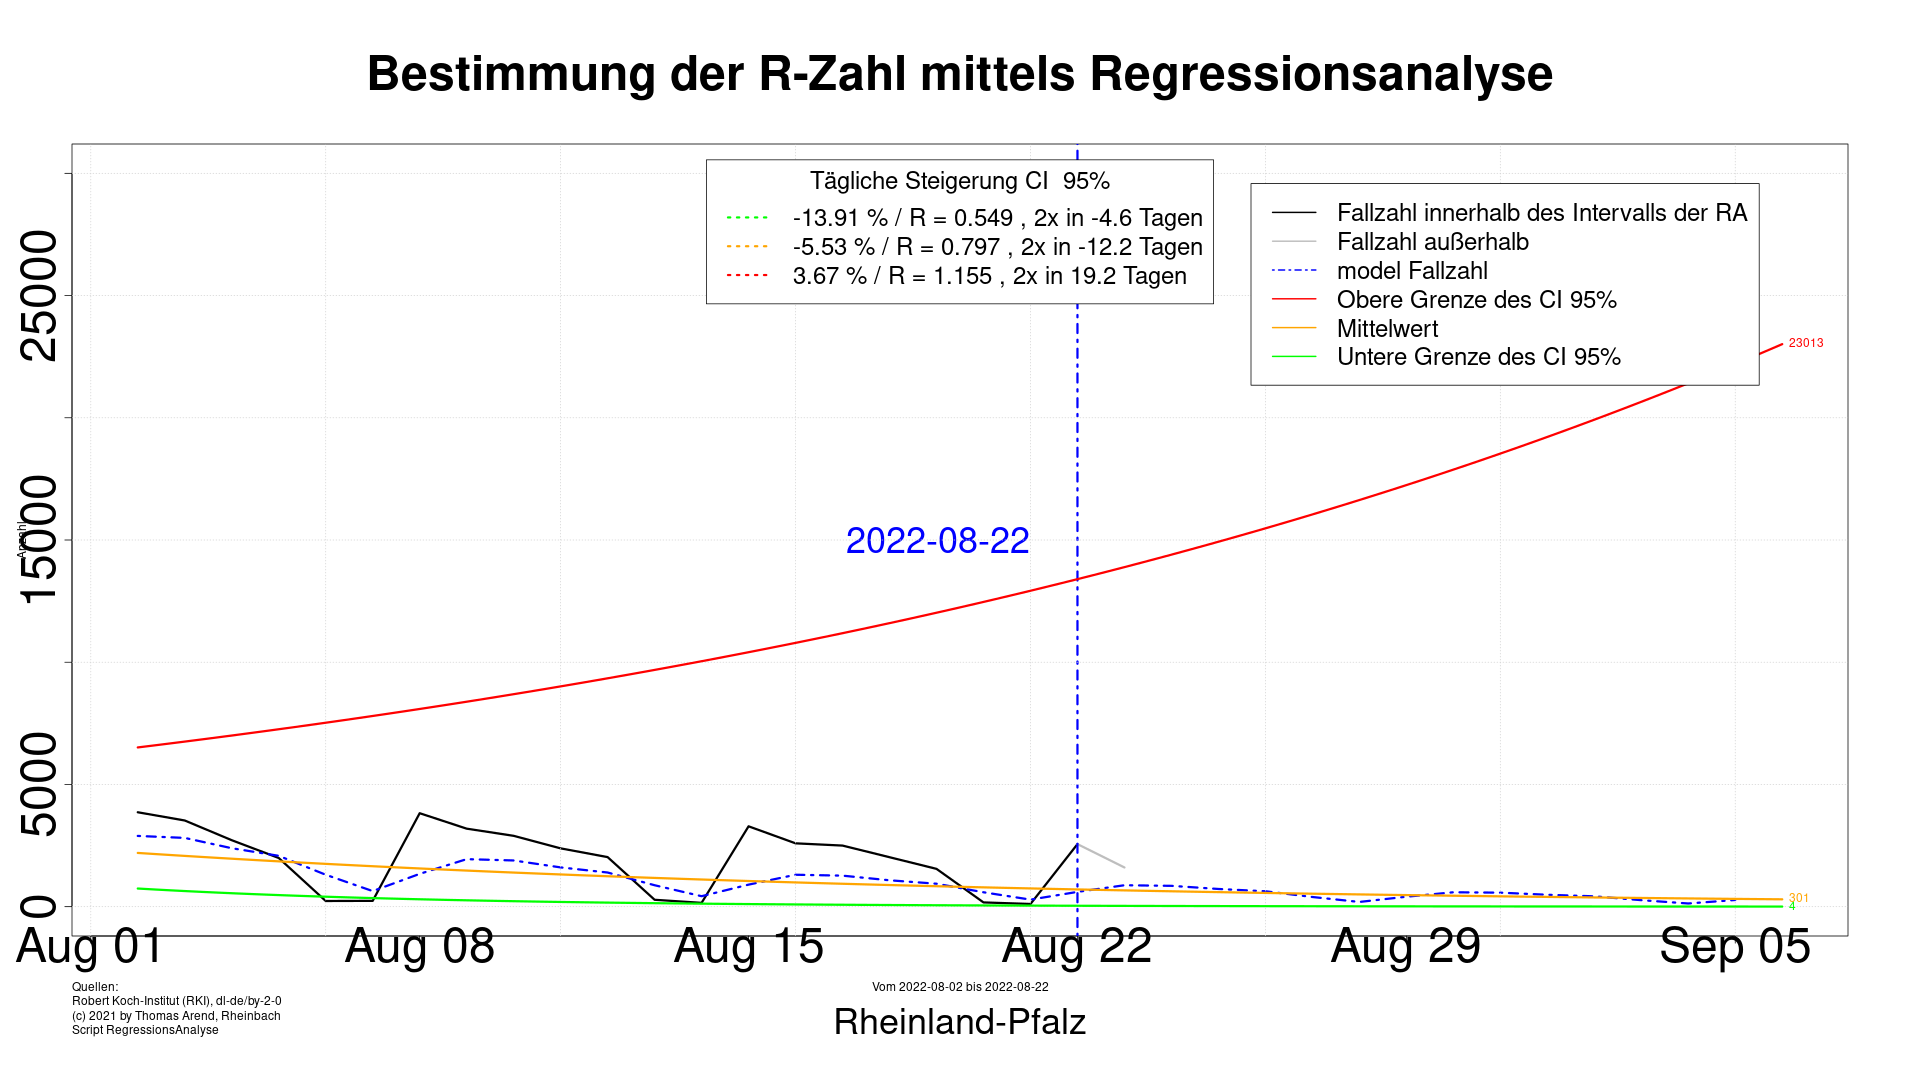 Bestimmung der R-Zahl mittels Regressionsanalyse
Tägliche Steigerung CI  95%
-13.91 % / R = 0.549 , 2x in -4.6 Tagen
-5.53 % / R = 0.797 , 2x in -12.2 Tagen
3.67 % / R = 1.155 , 2x in 19.2 Tagen
Fallzahl innerhalb des Intervalls der RA
Fallzahl außerhalb
model Fallzahl
Obere Grenze des CI 95%
Mittelwert
Untere Grenze des CI 95%
25000
15000
5000
0
Anzahl
2022-08-22
23013
301
4
Aug 01
Aug 08
Aug 15
Aug 22
Aug 29
Sep 05
Quellen:
Robert Koch-Institut (RKI), dl-de/by-2-0
(c) 2021 by Thomas Arend, Rheinbach
Script RegressionsAnalyse
Vom 2022-08-02 bis 2022-08-22
Rheinland-Pfalz